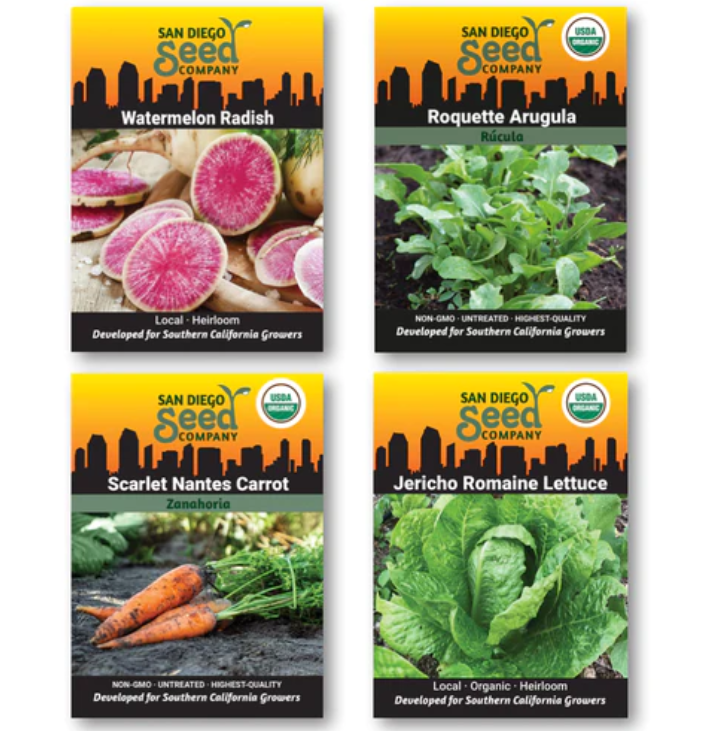 SAN DIEGO
Seed
COMPANY
Watermelon Radish
Local · Heirloom
Developed for Southern California Growers
SAN DIEGO
Seed
COMPANY
USDA
ORGANIC
Roquette Arugula
Rúcula
NON-GMO · UNTREATED · HIGHEST-QUALITY
Developed for Southern California Growers
SAN DIEGO
Seed
COMPANY
USDA
ORGANIC
Scarlet Nantes Carrot
Zanahoria
NON-GMO · UNTREATED · HIGHEST-QUALITY
Developed for Southern California Growers
SAN DIEGO
Seed
COMPANY
USDA
ORGANIC
Jericho Romaine Lettuce
Local · Organic · Heirloom
Developed for Southern California Growers